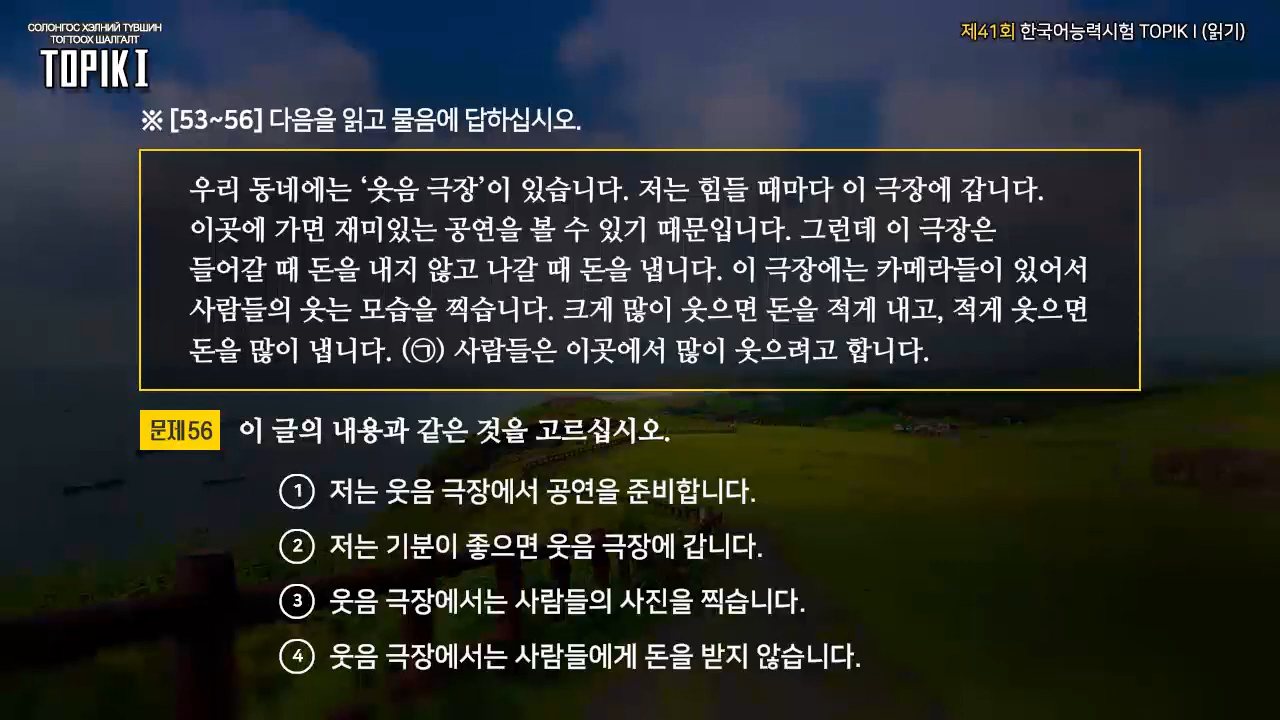 СОЛОНГОС ХЭЛНИЙ ТҮВШИН
ТОГТООХ ШАЛГАЛТ
TOPIK I
제41회 한국어능력시험 TOPIK I (읽기)
※ [53~56] 다음을 읽고 물음에 답하십시오.
우리 동네에는 ‘웃음 극장’이 있습니다. 저는 힘들 때마다 이 극장에 갑니다.
이곳에 가면 재미있는 공연을 볼 수 있기 때문입니다. 그런데 이 극장은
들어갈 때 돈을 내지 않고 나갈 때 돈을 냅니다. 이 극장에는 카메라들이 있어서
사람들의 웃는 모습을 찍습니다. 크게 많이 웃으면 돈을 적게 내고, 적게 웃으면
돈을 많이 냅니다. (㉠) 사람들은 이곳에서 많이 웃으려고 합니다.
문제 56 이 글의 내용과 같은 것을 고르십시오.
① 저는 웃음 극장에서 공연을 준비합니다.
② 저는 기분이 좋으면 웃음 극장에 갑니다.
③ 웃음 극장에서는 사람들의 사진을 찍습니다.
④ 웃음 극장에서는 사람들에게 돈을 받지 않습니다.